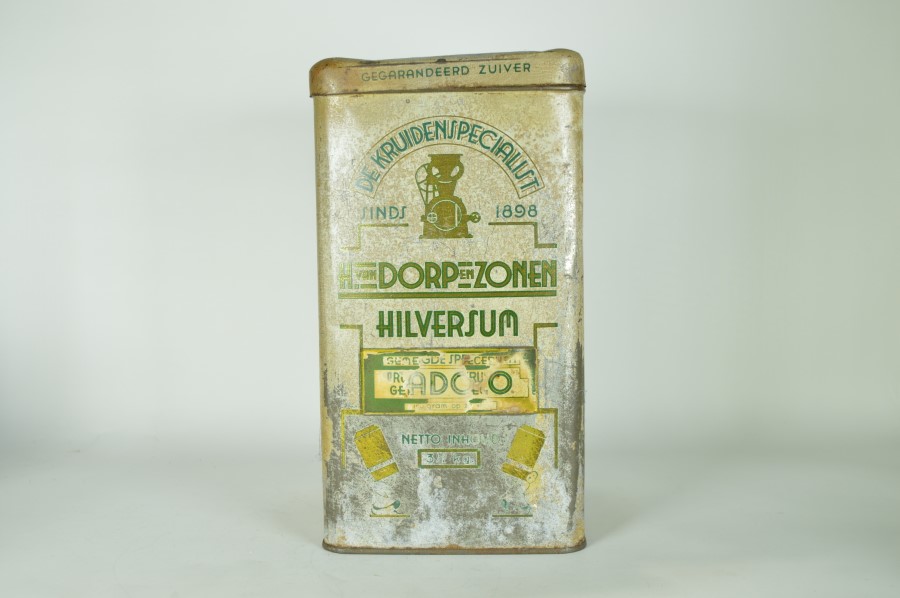 GEGARANDEERD ZUIVER
DE KRUIDENSPECIALIST
SINDS 1898
H. van DORP EN ZONEN
HILVERSUM
NETTO INHOUD